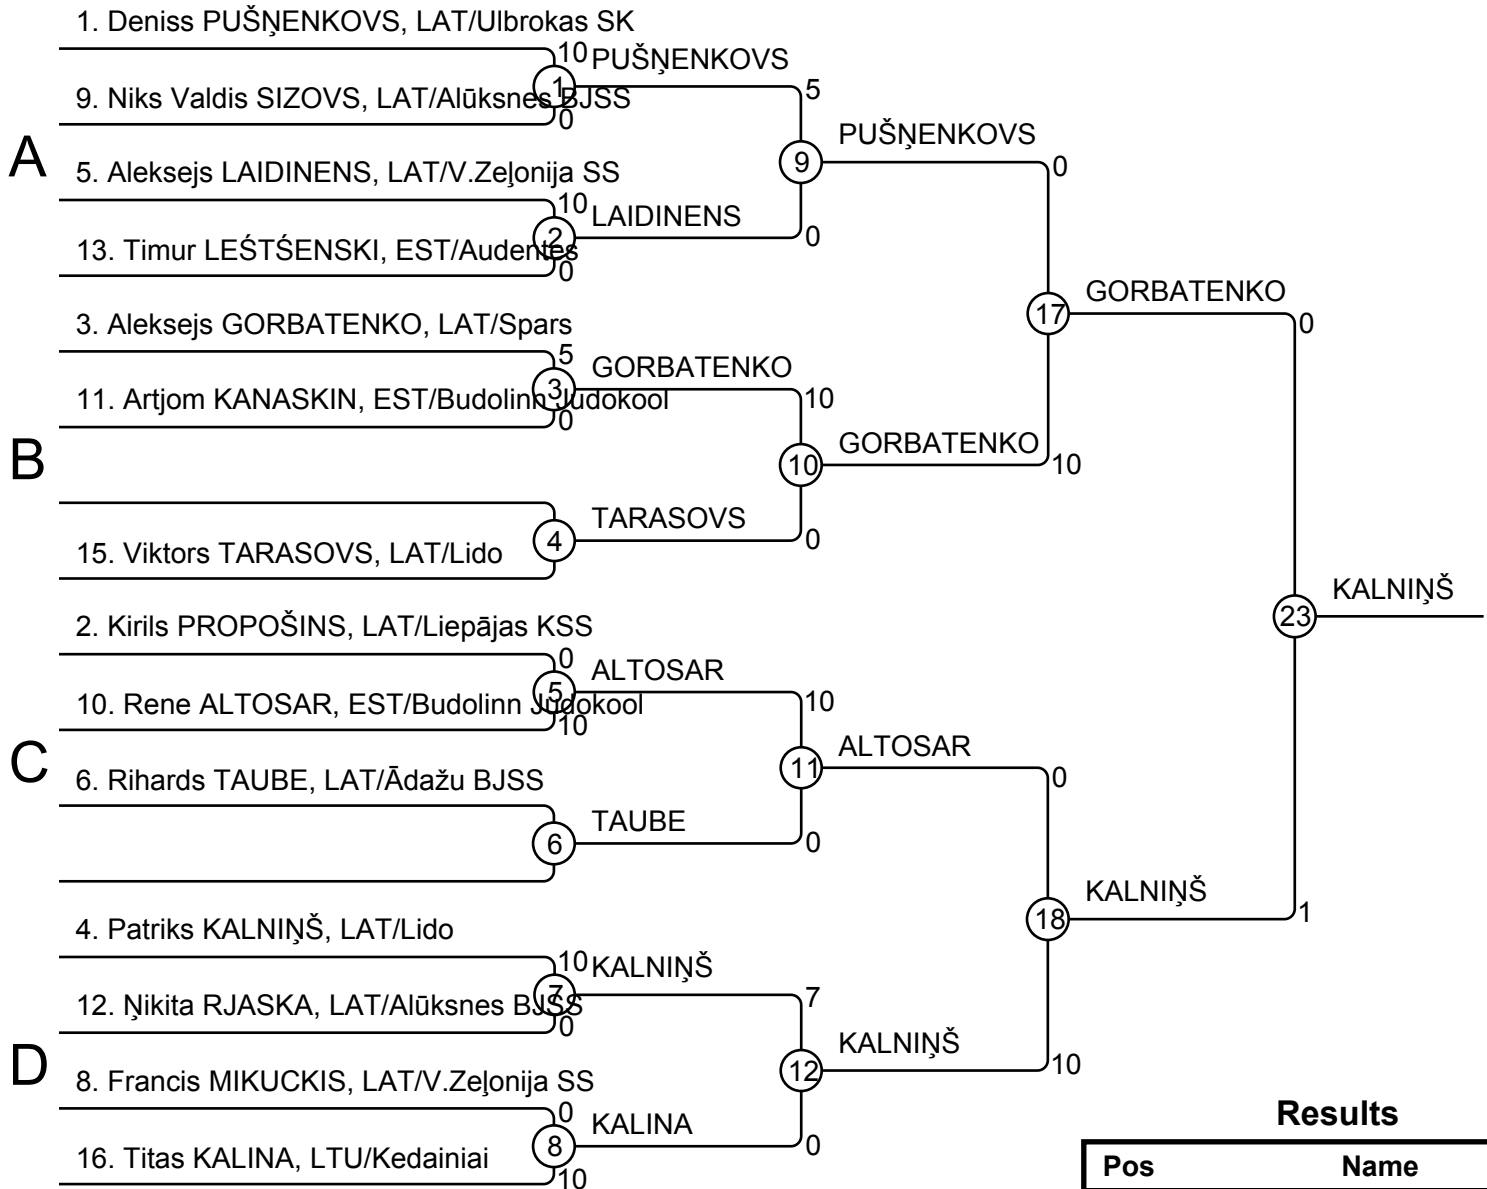 1. Deniss PUŠŅENKOVS, LAT/Ulbrokas SK
10
PUŠŅENKOVS
1
5
9. Niks Valdis SIZOVS, LAT/Alūksnes BJSS
0
PUŠŅENKOVS
A
9
0
5. Aleksejs LAIDINENS, LAT/V.Zeļonija SS
10
LAIDINENS
2
0
13. Timur LEŚTŚENSKI, EST/Audentes
0
GORBATENKO
17
0
3. Aleksejs GORBATENKO, LAT/Spars
5
GORBATENKO
3
10
11. Artjom KANASKIN, EST/Budolinn Judokool
0
GORBATENKO
B
10
10
TARASOVS
4
0
15. Viktors TARASOVS, LAT/Lido
KALNIŅŠ
23
2. Kirils PROPOŠINS, LAT/Liepājas KSS
0
ALTOSAR
5
10
10. Rene ALTOSAR, EST/Budolinn Judokool
10
ALTOSAR
C
11
0
6. Rihards TAUBE, LAT/Ādažu BJSS
TAUBE
6
0
KALNIŅŠ
18
1
4. Patriks KALNIŅŠ, LAT/Lido
10
KALNIŅŠ
7
7
12. Ņikita RJASKA, LAT/Alūksnes BJSS
0
KALNIŅŠ
D
12
10
8. Francis MIKUCKIS, LAT/V.Zeļonija SS
0
KALINA
8
0
16. Titas KALINA, LTU/Kedainiai
10
Results
Pos Name